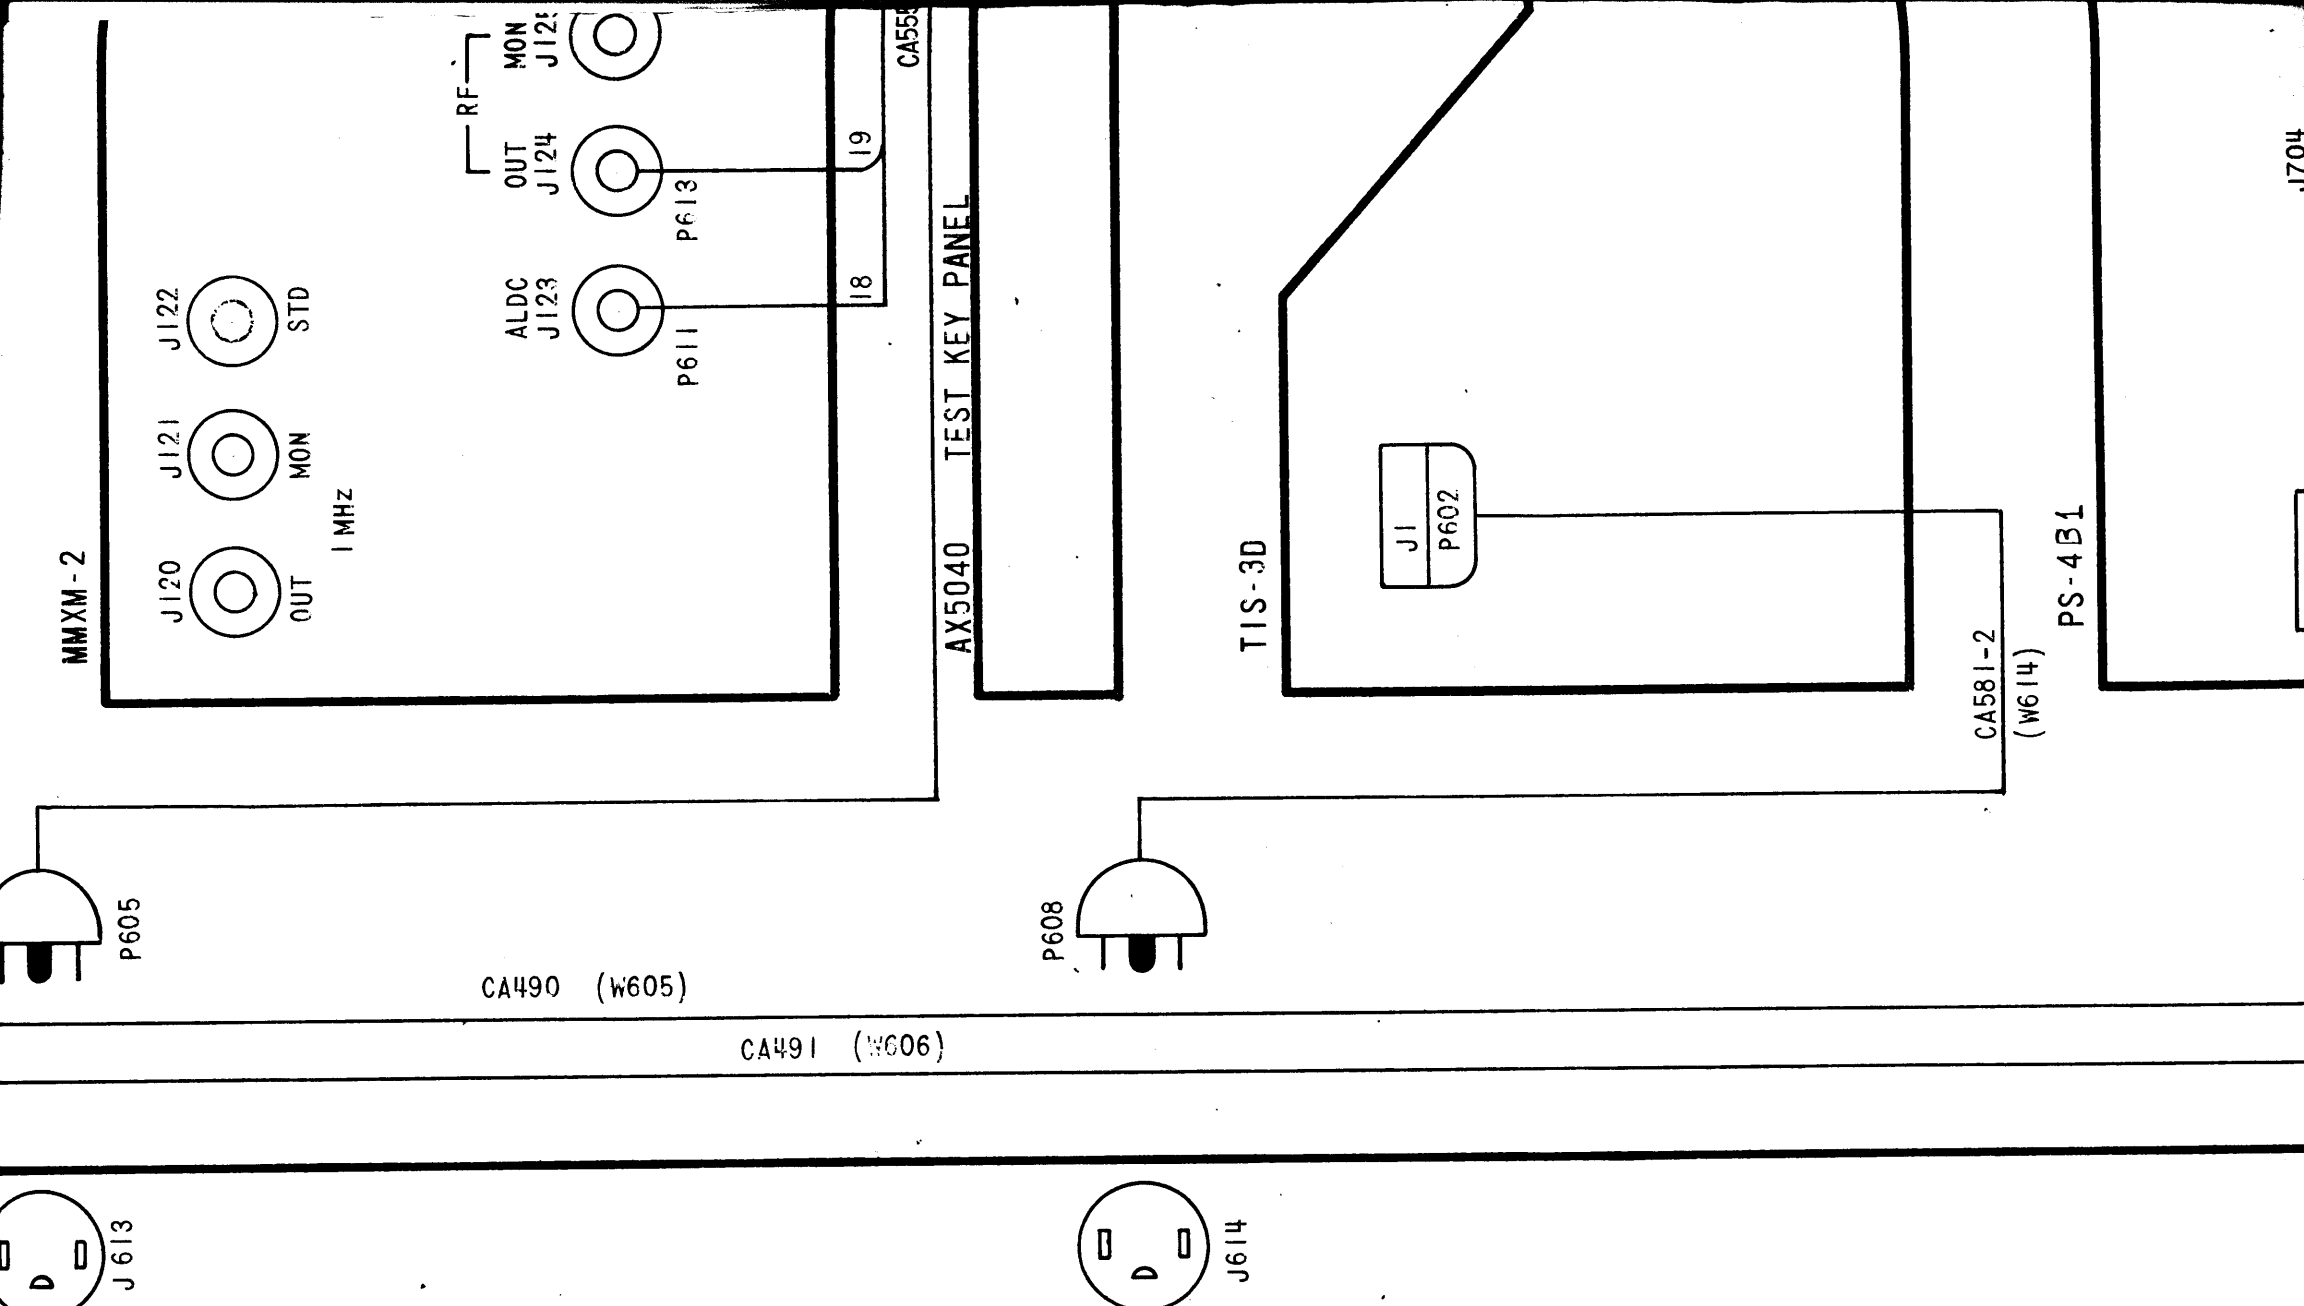 MMXM-2
J120
OUT
J121
MON
J122
STD
1MHz
RF
MON
OUT
J124
ALDC
J123
P613
P611
19
18
AX5040 TEST KEY PANEL
TIS-3D
J1
P602
CA581-2
(W614)
PS-4B1
J704
P605
P608
CA490 (W605)
CA491 (W606)
J613
J614